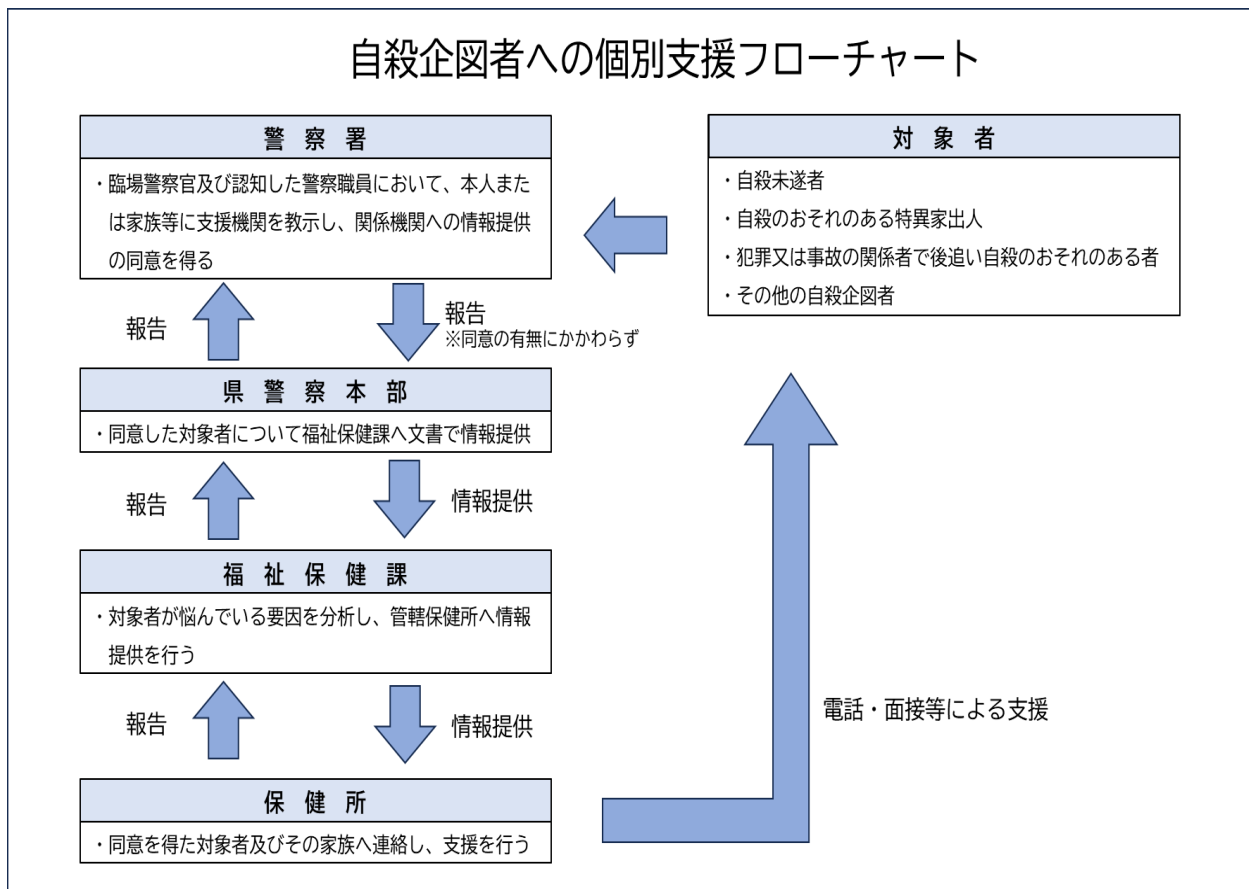 自殺企図者への個別支援フローチャート
警察署
・臨場警察官及び認知した警察職員において、本人また
は家族等に支援機関を教示し、関係機関への情報提供
の同意を得る
対象者
・自殺未遂者
・自殺のおそれのある特異家出人
・犯罪又は事故の関係者で後追い自殺のおそれのある者
・その他の自殺企図者
報告
報告
※同意の有無にかかわらず
県警察本部
・同意した対象者について福祉保健課へ文書で情報提供
報告
情報提供
福祉保健課
・対象者が悩んでいる要因を分析し、管轄保健所へ情報
提供を行う
報告
情報提供
電話・面接等による支援
保健所
・同意を得た対象者及びその家族へ連絡し、支援を行う